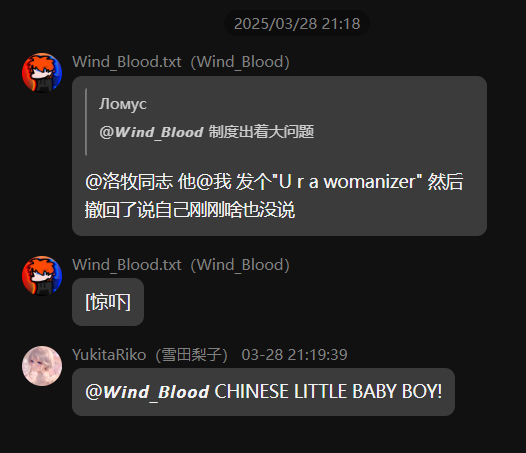 2025/03/28 21:18
Wind_Blood.txt（Wind_Blood）
Ломус
@𝙒𝙞𝙣𝙙_𝘽𝙡𝙤𝙤𝙙 制度出着大问题
@洛牧同志 他@我 发个"U r a womanizer" 然后
撤回了说自己刚刚啥也没说
Wind_Blood.txt（Wind_Blood）
[惊吓]
YukitaRiko（雪田梨子） 03-28 21:19:39
@𝙒𝙞𝙣𝙙_𝘽𝙡𝙤𝙤𝙙 CHINESE LITTLE BABY BOY!